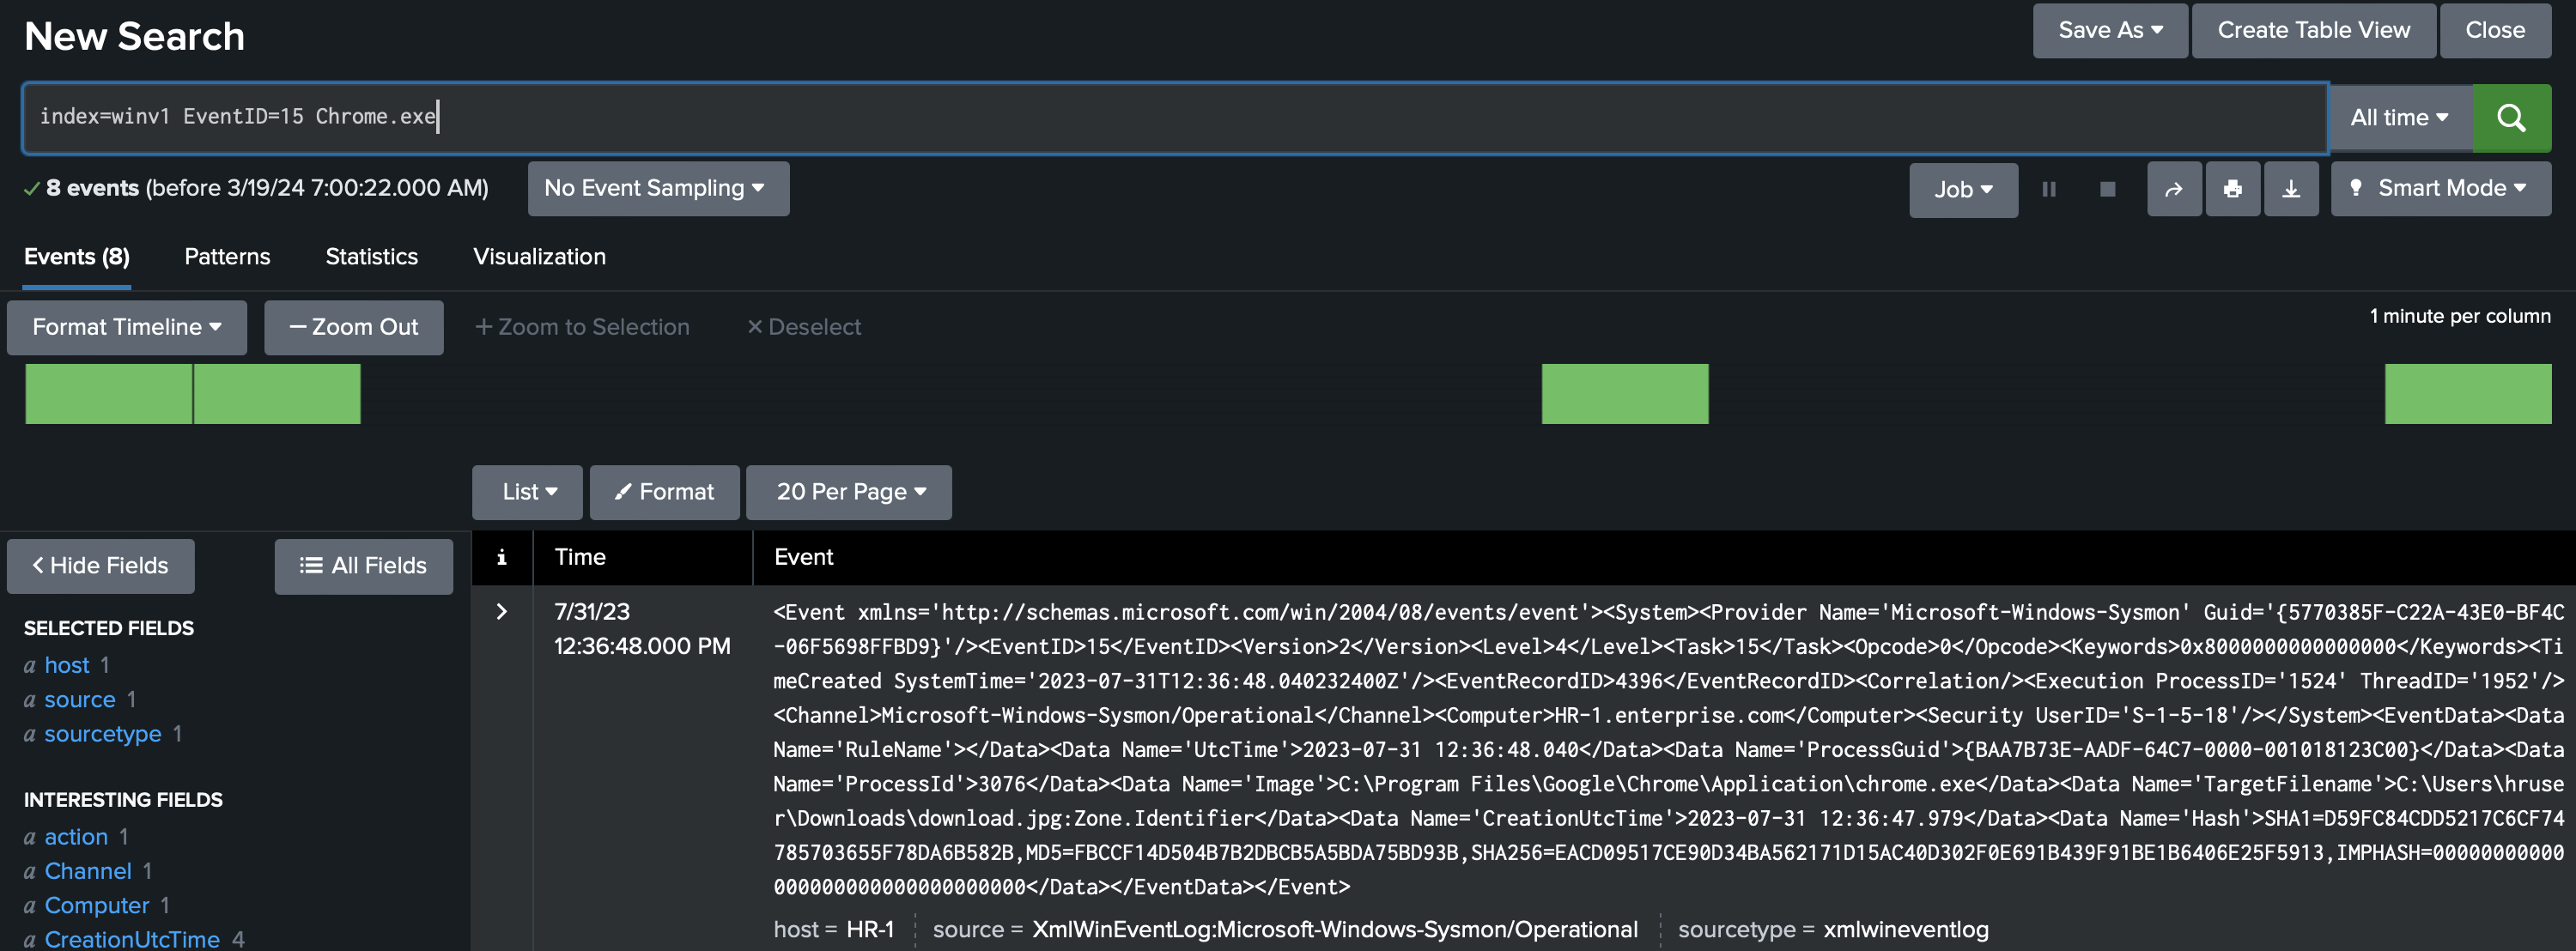 New Search
Save As
Create Table View
Close
index=winv1 EventID=15 Chrome.exe
All time
8 events (before 3/19/24 7:00:22.000 AM)
No Event Sampling
Job
Smart Mode
Events (8)
Patterns
Statistics
Visualization
Format Timeline
– Zoom Out
+ Zoom to Selection
× Deselect
1 minute per column
List
Format
20 Per Page
< Hide Fields
All Fields
i
Time
Event
SELECTED FIELDS
a host 1
a source 1
a sourcetype 1
INTERESTING FIELDS
a action 1
a Channel 1
a Computer 1
a CreationUtcTime 4
>
7/31/23
12:36:48.000 PM
<Event xmlns='http://schemas.microsoft.com/win/2004/08/events/event'><System><Provider Name='Microsoft-Windows-Sysmon' Guid='{5770385F-C22A-43E0-BF4C
-06F5698FFBD9}'/><EventID>15</EventID><Version>2</Version><Level>4</Level><Task>15</Task><Opcode>0</Opcode><Keywords>0x8000000000000000</Keywords><Ti
meCreated SystemTime='2023-07-31T12:36:48.040232400Z'/><EventRecordID>4396</EventRecordID><Correlation/><Execution ProcessID='1524' ThreadID='1952'/>
<Channel>Microsoft-Windows-Sysmon/Operational</Channel><Computer>HR-1.enterprise.com</Computer><Security UserID='S-1-5-18'/></System><EventData><Data
Name='RuleName'></Data><Data Name='UtcTime'>2023-07-31 12:36:48.040</Data><Data Name='ProcessGuid'>{BAA7B73E-AADF-64C7-0000-001018123C00}</Data><Data
Name='ProcessId'>3076</Data><Data Name='Image'>C:\Program Files\Google\Chrome\Application\chrome.exe</Data><Data Name='TargetFilename'>C:\Users\hruse
r\Downloads\download.jpg:Zone.Identifier</Data><Data Name='CreationUtcTime'>2023-07-31 12:36:47.979</Data><Data Name='Hash'>SHA1=D59FC84CDD5217C6CF74
785703655F78DA6B582B,MD5=FBCCF14D504B7B2DBCB5A5BDA75BD93B,SHA256=EACD09517CE90D34BA562171D15AC40D302F0E691B439F91BE1B6406E25F5913,IMPHASH=00000000000
000000000000000000000</Data></EventData></Event>
host = HR-1
source = XmlWinEventLog:Microsoft-Windows-Sysmon/Operational
sourcetype = xmlwineventlog